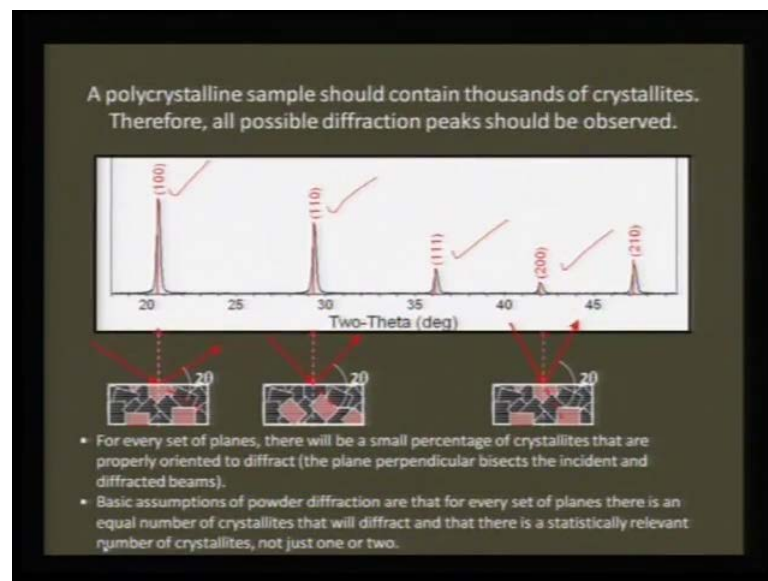 A polycrystalline sample should contain thousands of crystallites.
Therefore, all possible diffraction peaks should be observed.
(100)
(110)
(111)
(200)
(210)
20 25 29 35 40 45
Two-Theta (deg)
2θ 2θ 2θ
• For every set of planes, there will be a small percentage of crystallites that are
properly oriented to diffract (the plane perpendicular bisects the incident and
diffracted beams).
• Basic assumptions of powder diffraction are that for every set of planes there is an
equal number of crystallites that will diffract and that there is a statistically relevant
number of crystallites, not just one or two.